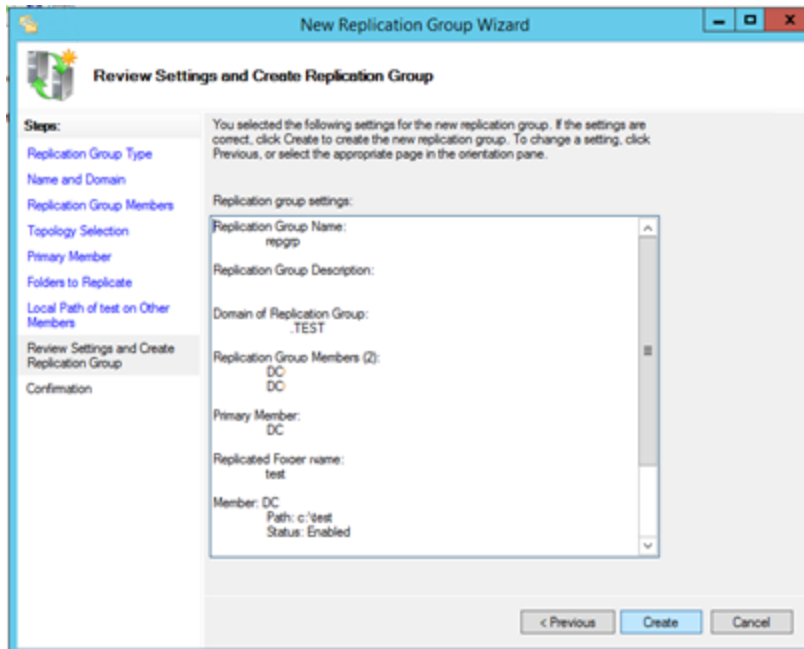 New Replication Group Wizard
Review Settings and Create Replication Group
Steps:
Replication Group Type
Name and Domain
Replication Group Members
Topology Selection
Primary Member
Folders to Replicate
Local Path of test on Other
Members
Review Settings and Create
Replication Group
Confirmation
You selected the following settings for the new replication group. If the settings are
correct, click Create to create the new replication group. To change a setting, click
Previous, or select the appropriate page in the orientation pane.
Replication group settings:
Replication Group Name:
repgrp
Replication Group Description:
Domain of Replication Group:
.TEST
Replication Group Members (2):
DC
DC
Primary Member:
DC
Replicated Folder Name:
test
Member: DC
Path: c:\test
Status: Enabled
< Previous
Create
Cancel